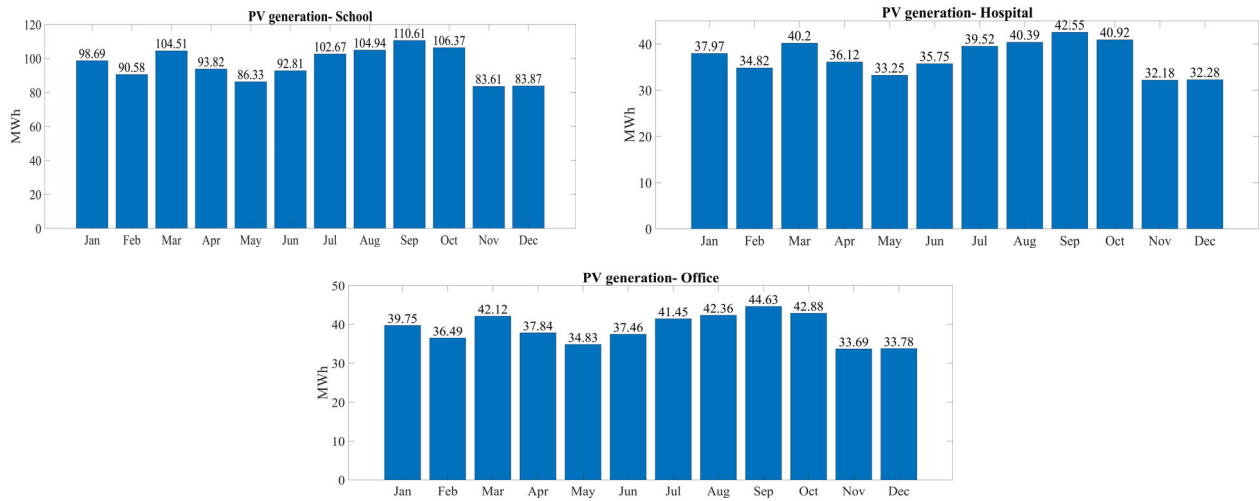 PV generation- School
120
100
80
60
40
20
0
MWh
98.69 90.58 104.51 93.82 86.33 92.81 102.67 104.94 110.61 106.37 83.61 83.87
Jan Feb Mar Apr May Jun Jul Aug Sep Oct Nov Dec
PV generation- Hospital
40
30
20
10
0
MWh
37.97 34.82 40.2 36.12 33.25 35.75 39.52 40.39 42.55 40.92 32.18 32.28
Jan Feb Mar Apr May Jun Jul Aug Sep Oct Nov Dec
PV generation- Office
50
40
30
20
10
0
MWh
39.75 36.49 42.12 37.84 34.83 37.46 41.45 42.36 44.63 42.88 33.69 33.78
Jan Feb Mar Apr May Jun Jul Aug Sep Oct Nov Dec